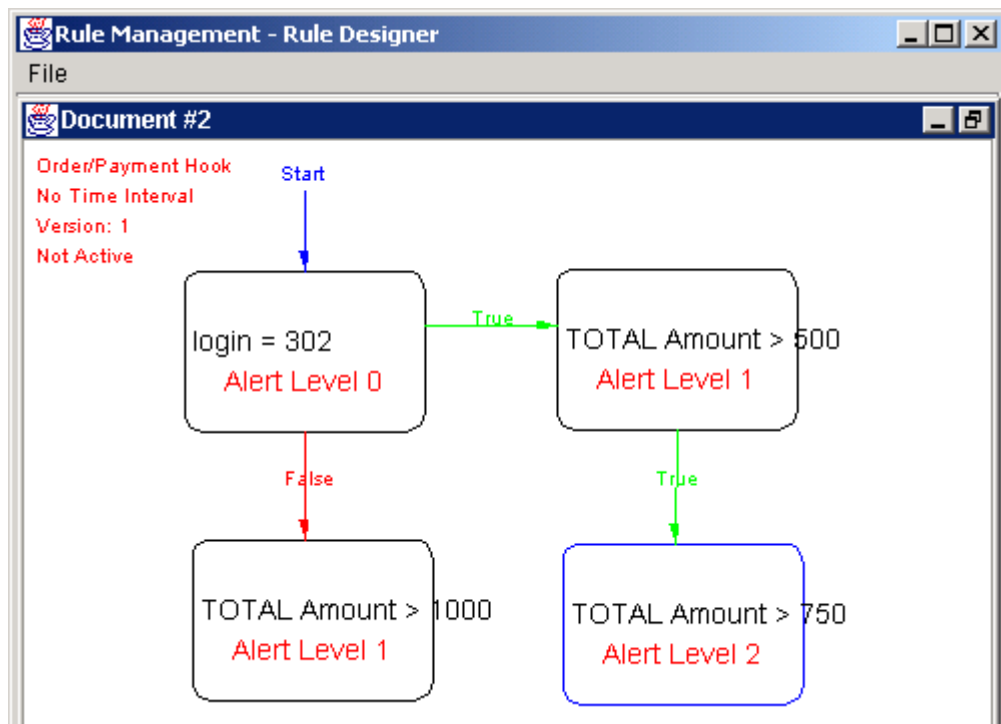 Rule Management - Rule Designer
File
Document #2
Order/Payment Hook
No Time Interval
Version: 1
Not Active
Start
login = 302
Alert Level 0
True
TOTAL Amount > 500
Alert Level 1
False
True
TOTAL Amount > 1000
Alert Level 1
TOTAL Amount > 750
Alert Level 2